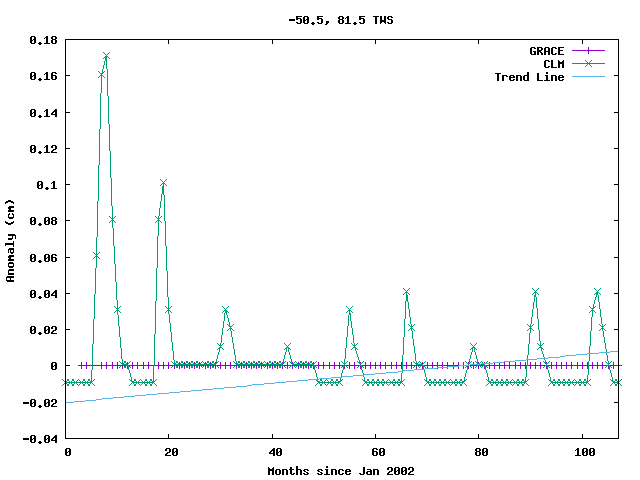 -50.5, 81.5 TWS
GRACE
CLM
Trend Line
0.18
0.16
0.14
0.12
0.1
0.08
0.06
0.04
0.02
0
-0.02
-0.04
Anomaly (cm)
0 20 40 60 80 100
Months since Jan 2002